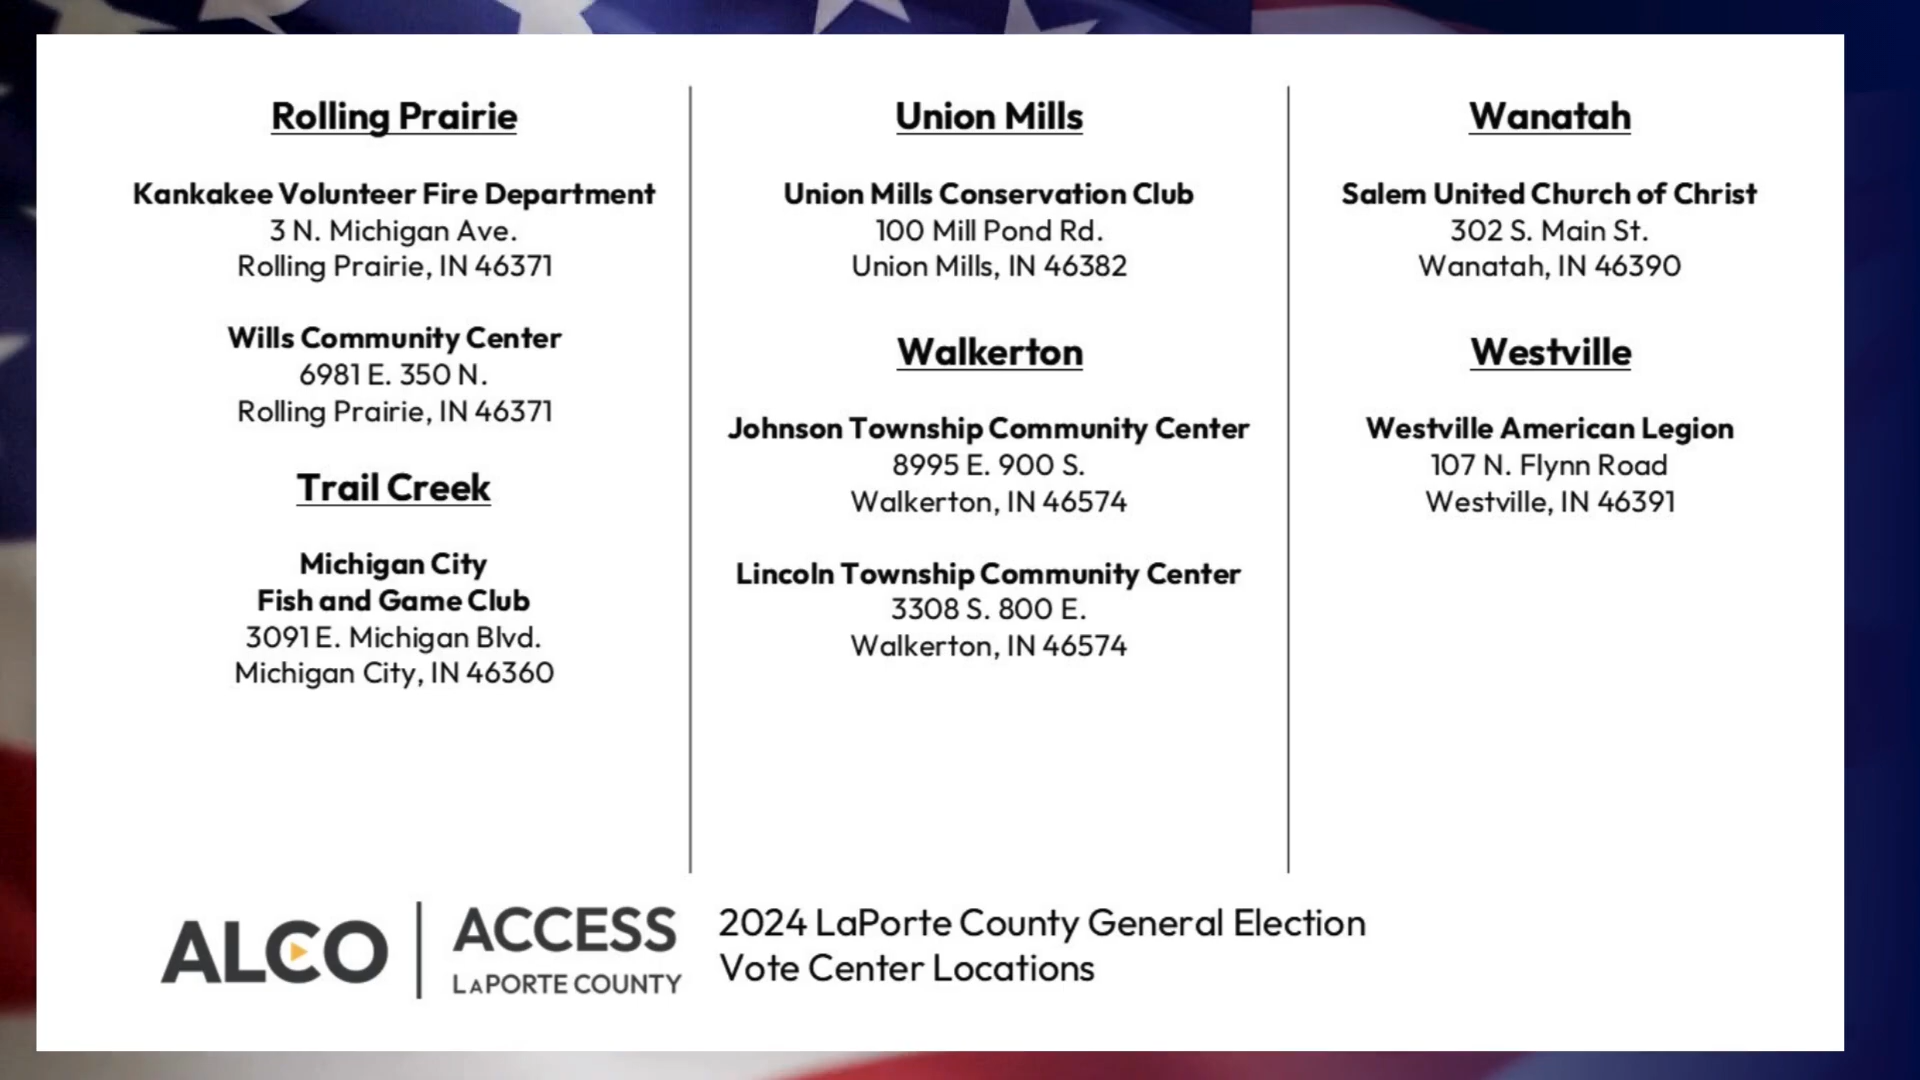 Rolling Prairie
Kankakee Volunteer Fire Department
3 N. Michigan Ave.
Rolling Prairie, IN 46371
Wills Community Center
6981 E. 350 N.
Rolling Prairie, IN 46371
Trail Creek
Michigan City
Fish and Game Club
3091 E. Michigan Blvd.
Michigan City, IN 46360
Union Mills
Union Mills Conservation Club
100 Mill Pond Rd.
Union Mills, IN 46382
Walkerton
Johnson Township Community Center
8995 E. 900 S.
Walkerton, IN 46574
Lincoln Township Community Center
3308 S. 800 E.
Walkerton, IN 46574
Wanatah
Salem United Church of Christ
302 S. Main St.
Wanatah, IN 46390
Westville
Westville American Legion
107 N. Flynn Road
Westville, IN 46391
ALCO
ACCESS
LAPORTE COUNTY
2024 LaPorte County General Election
Vote Center Locations